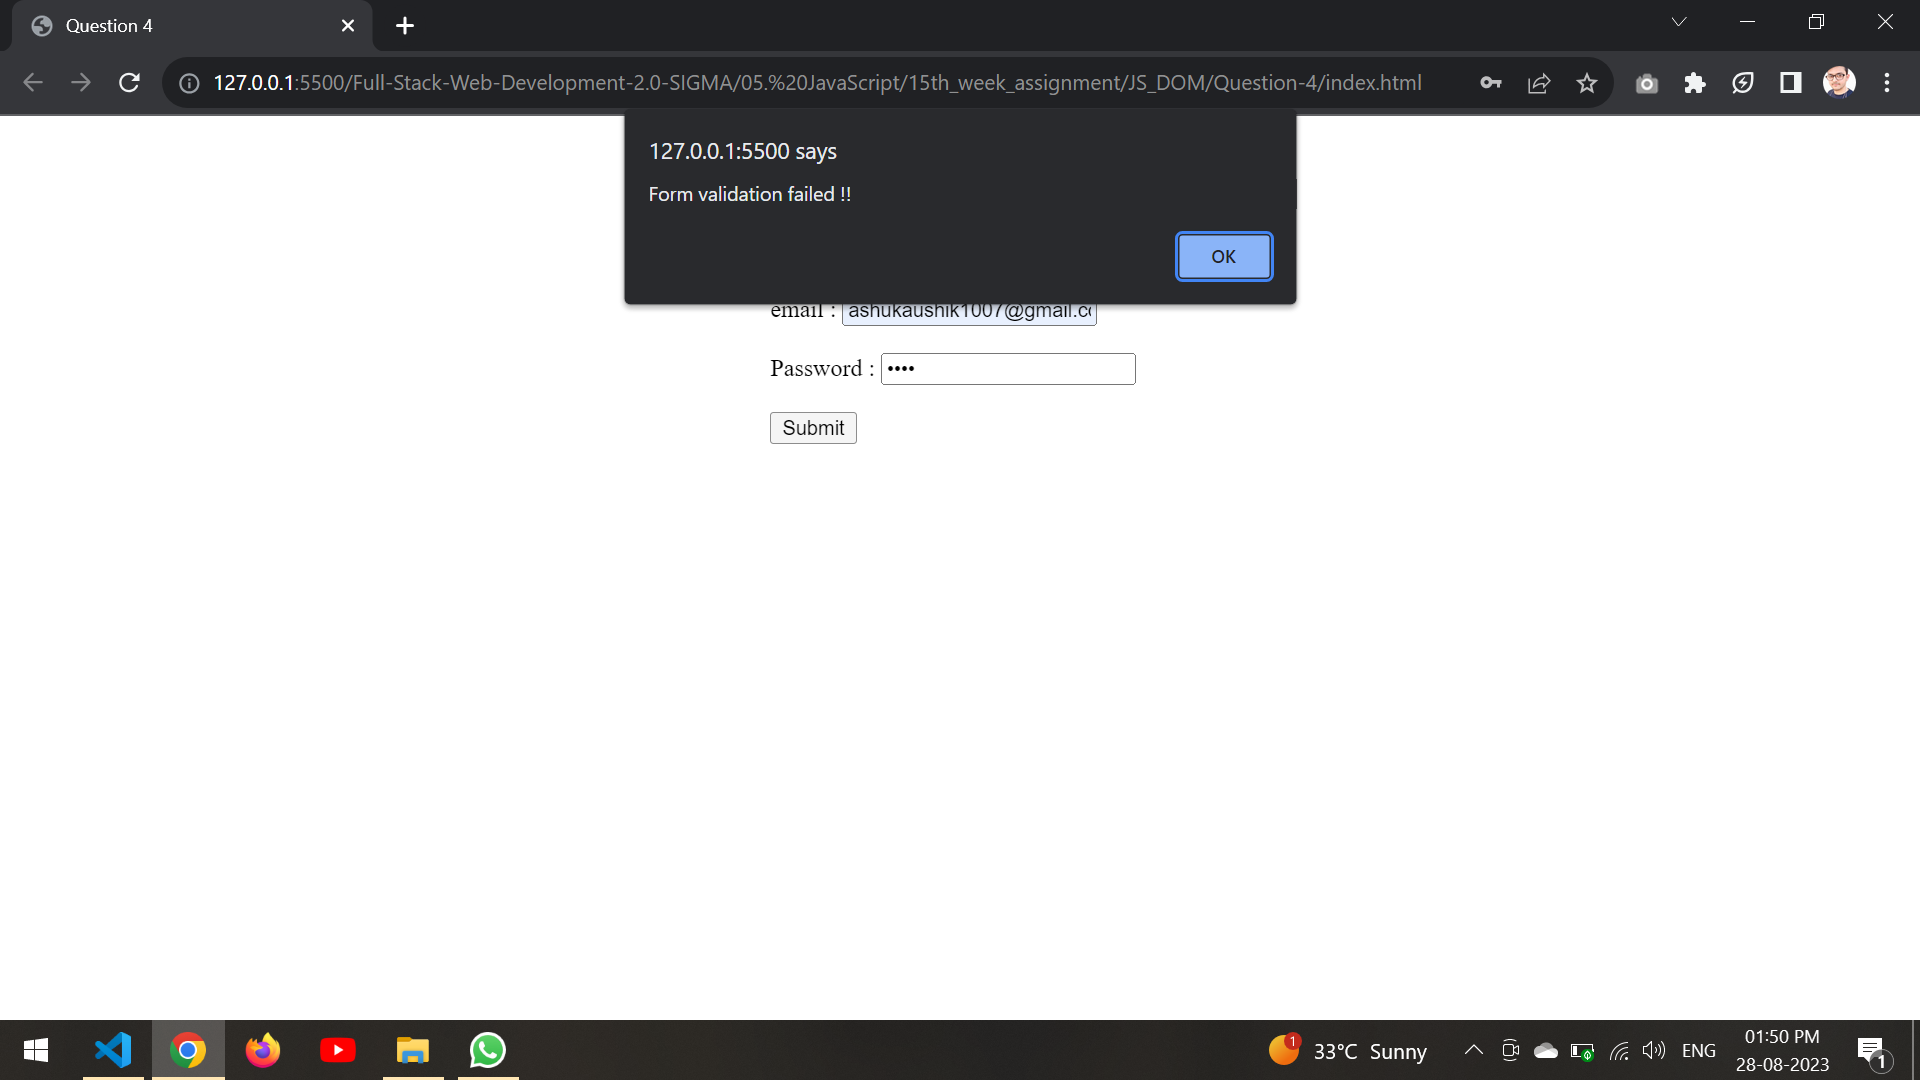 Question 4
127.0.0.1:5500/Full-Stack-Web-Development-2.0-SIGMA/05.%20JavaScript/15th_week_assignment/JS_DOM/Question-4/index.html
127.0.0.1:5500 says
Form validation failed !!
OK
email : ashukaushik1007@gmail.co
Password : ••••
Submit
1
33°C Sunny
ENG
01:50 PM
28-08-2023
1